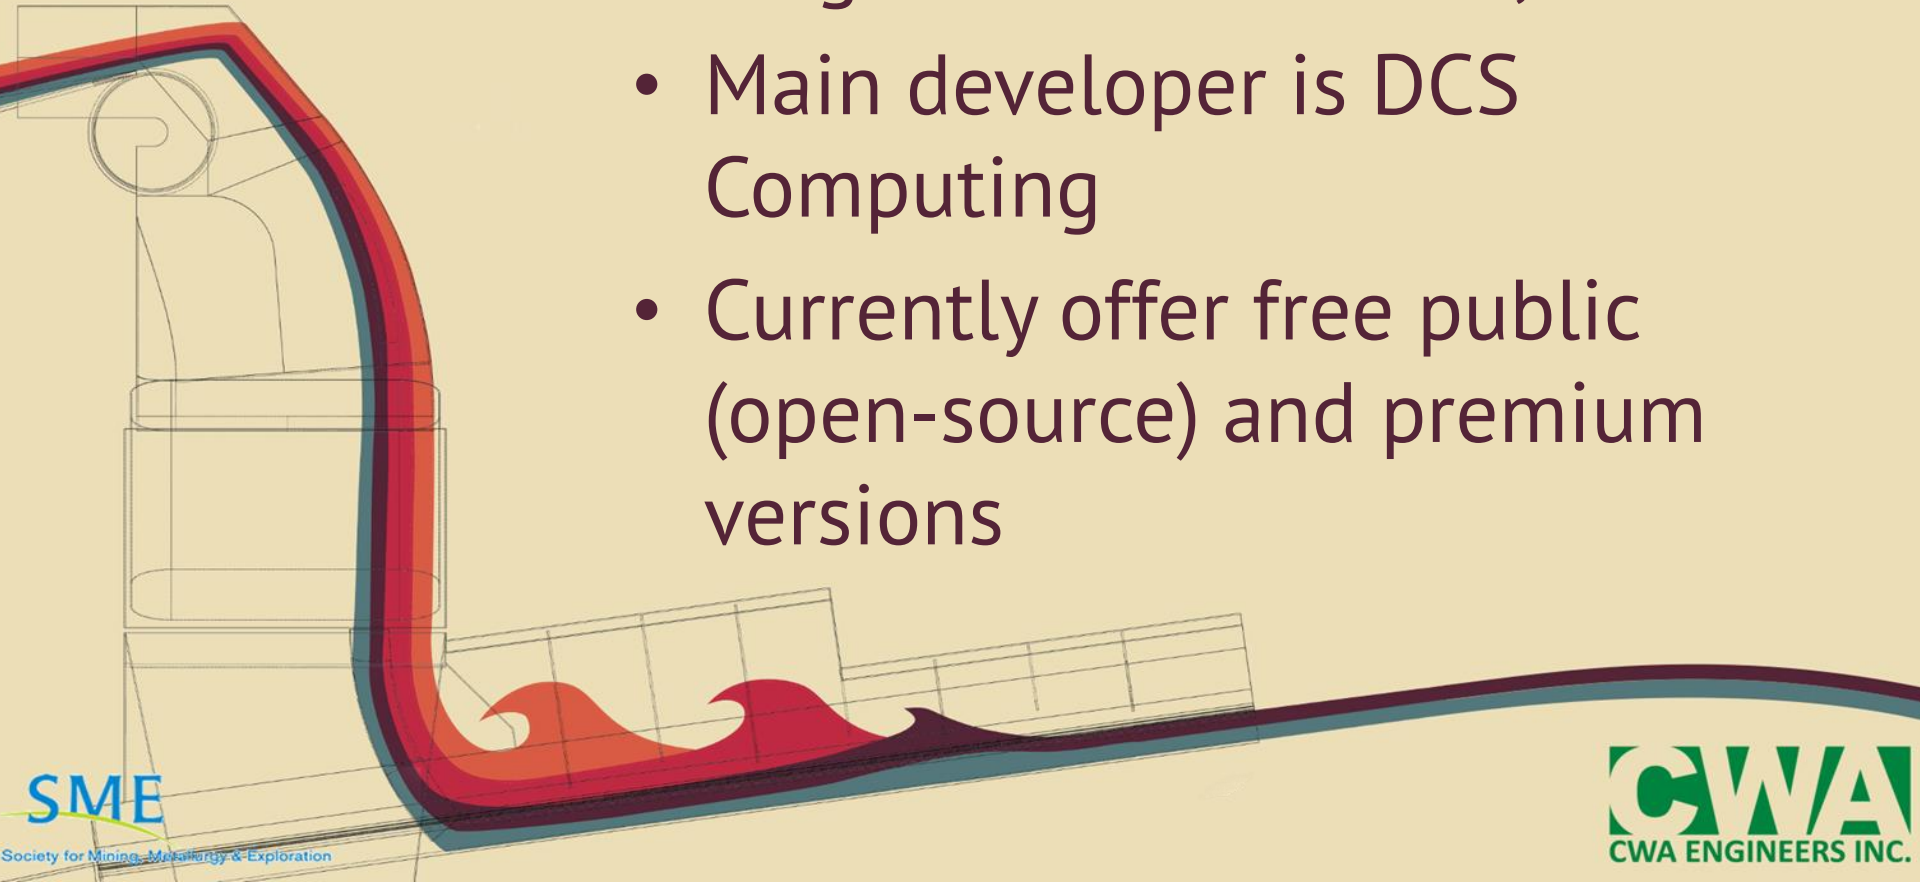 • Main developer is DCS
Computing
• Currently offer free public
(open-source) and premium
versions
SME
Society for Mining, Metallurgy & Exploration
CWA
CWA ENGINEERS INC.